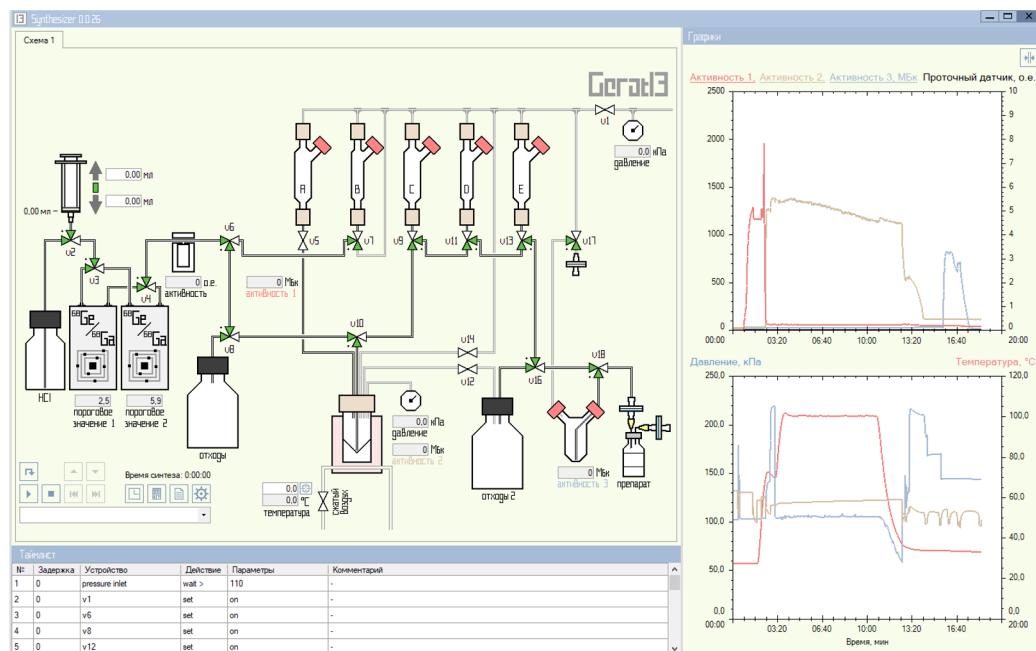 Synthesizer 0.0.26
Схема 1
Gerät13
v1
0,0 кПа
давление
0,00 мл
0,00 мл
0,00 мл
A
B
C
D
E
v2
v3
v4
v5
v6
v7
v9
v11
v13
v17
0 о.е.
активность
0 МБк
активность 1
68Ge/68Ga
68Ge/68Ga
HCl
2,5
пороговое
значение 1
5,9
пороговое
значение 2
v8
отходы
v10
v14
v12
v16
v18
0,0 кПа
давление
0 МБк
активность 2
отходы 2
0 МБк
активность 3
препарат
0,0
0,0 °C
температура
сжатый
воздух
Время синтеза: 0:00:00
Таймлист
№ Задержка Устройство Действие Параметры Комментарий
1 0 pressure inlet wait > 110 -
2 0 v1 set on -
3 0 v6 set on -
4 0 v8 set on -
5 0 v12 set on -
Графики
Активность 1, Активность 2, Активность 3, МБк Проточный датчик, о.е.
2500
2000
1500
1000
500
0
10
9
8
7
6
5
4
3
2
1
0
00:00 03:20 06:40 10:00 13:20 16:40 20:00
Давление, кПа Температура, °C
250,0
200,0
150,0
100,0
50,0
0,0
120,0
100,0
80,0
60,0
40,0
20,0
0,0
00:00 03:20 06:40 10:00 13:20 16:40 20:00
Время, мин